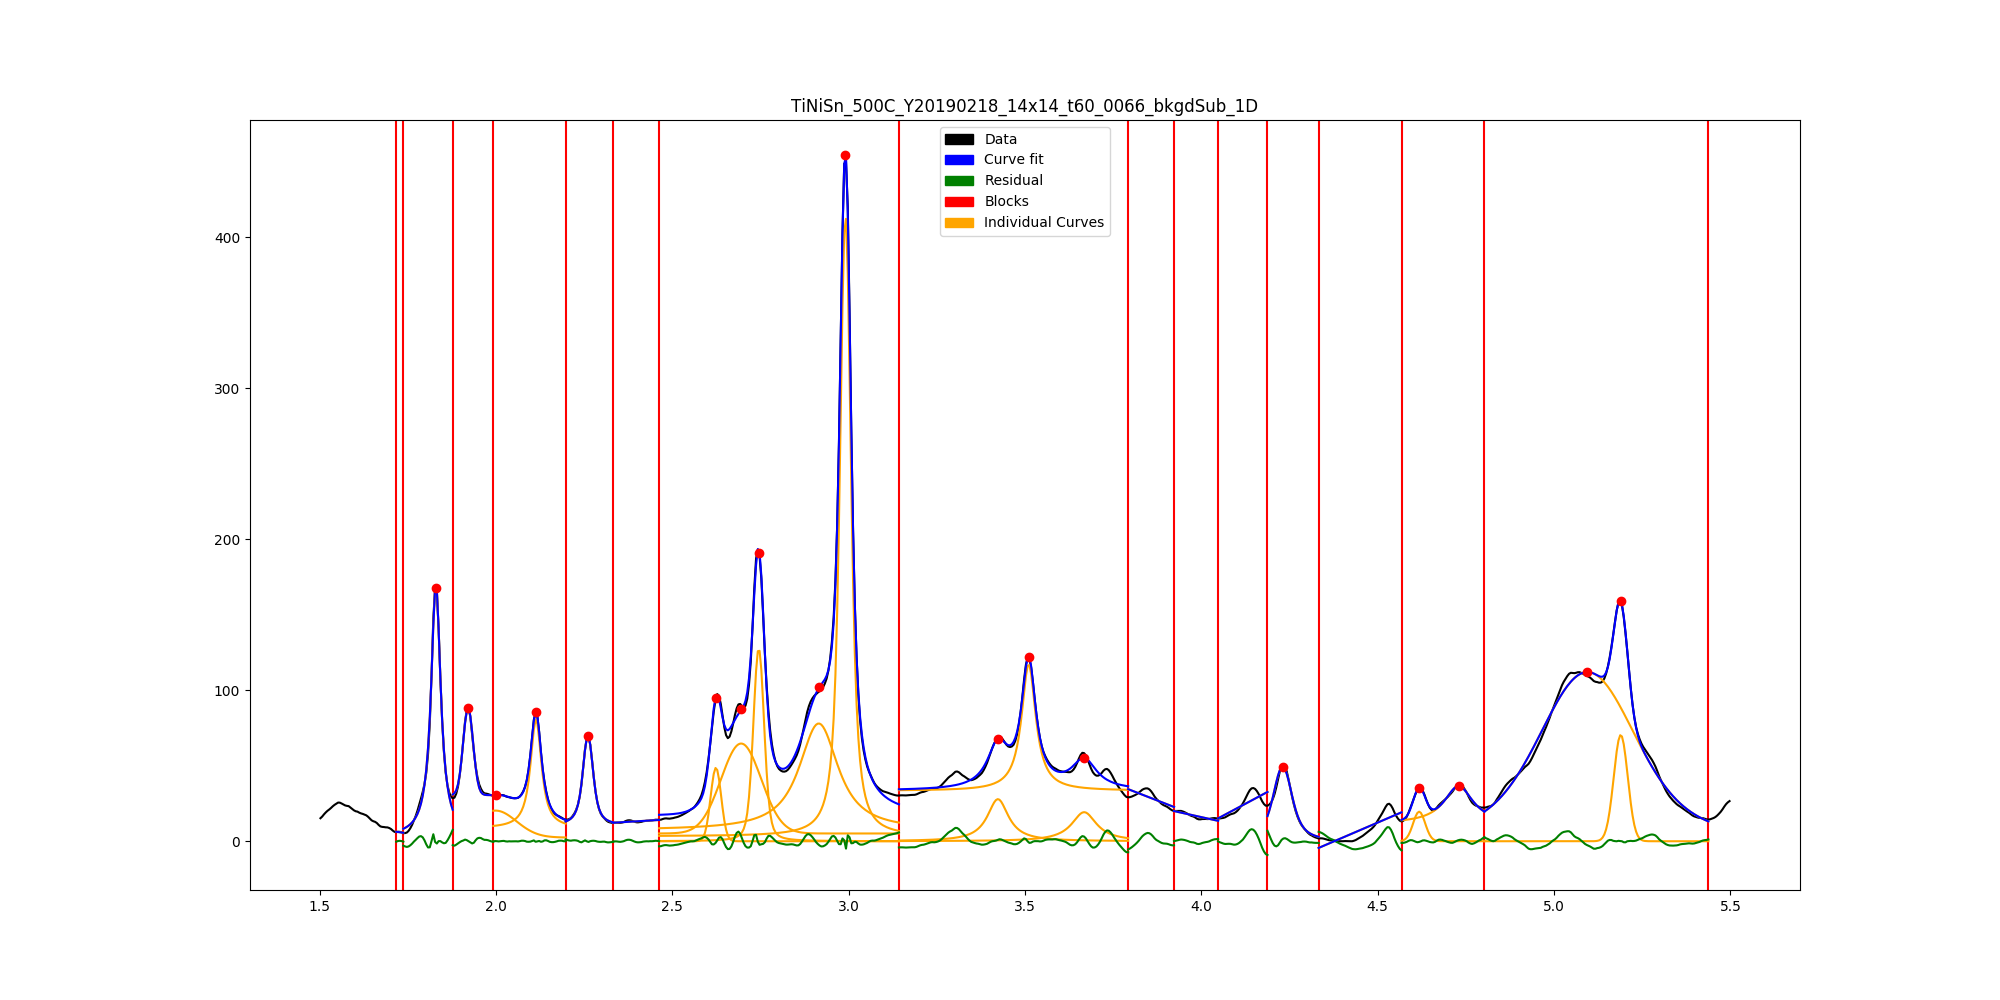 TiNiSn_500C_Y20190218_14x14_t60_0066_bkgdSub_1D
Data
Curve fit
Residual
Blocks
Individual Curves
400
300
200
100
0
1.5 2.0 2.5 3.0 3.5 4.0 4.5 5.0 5.5